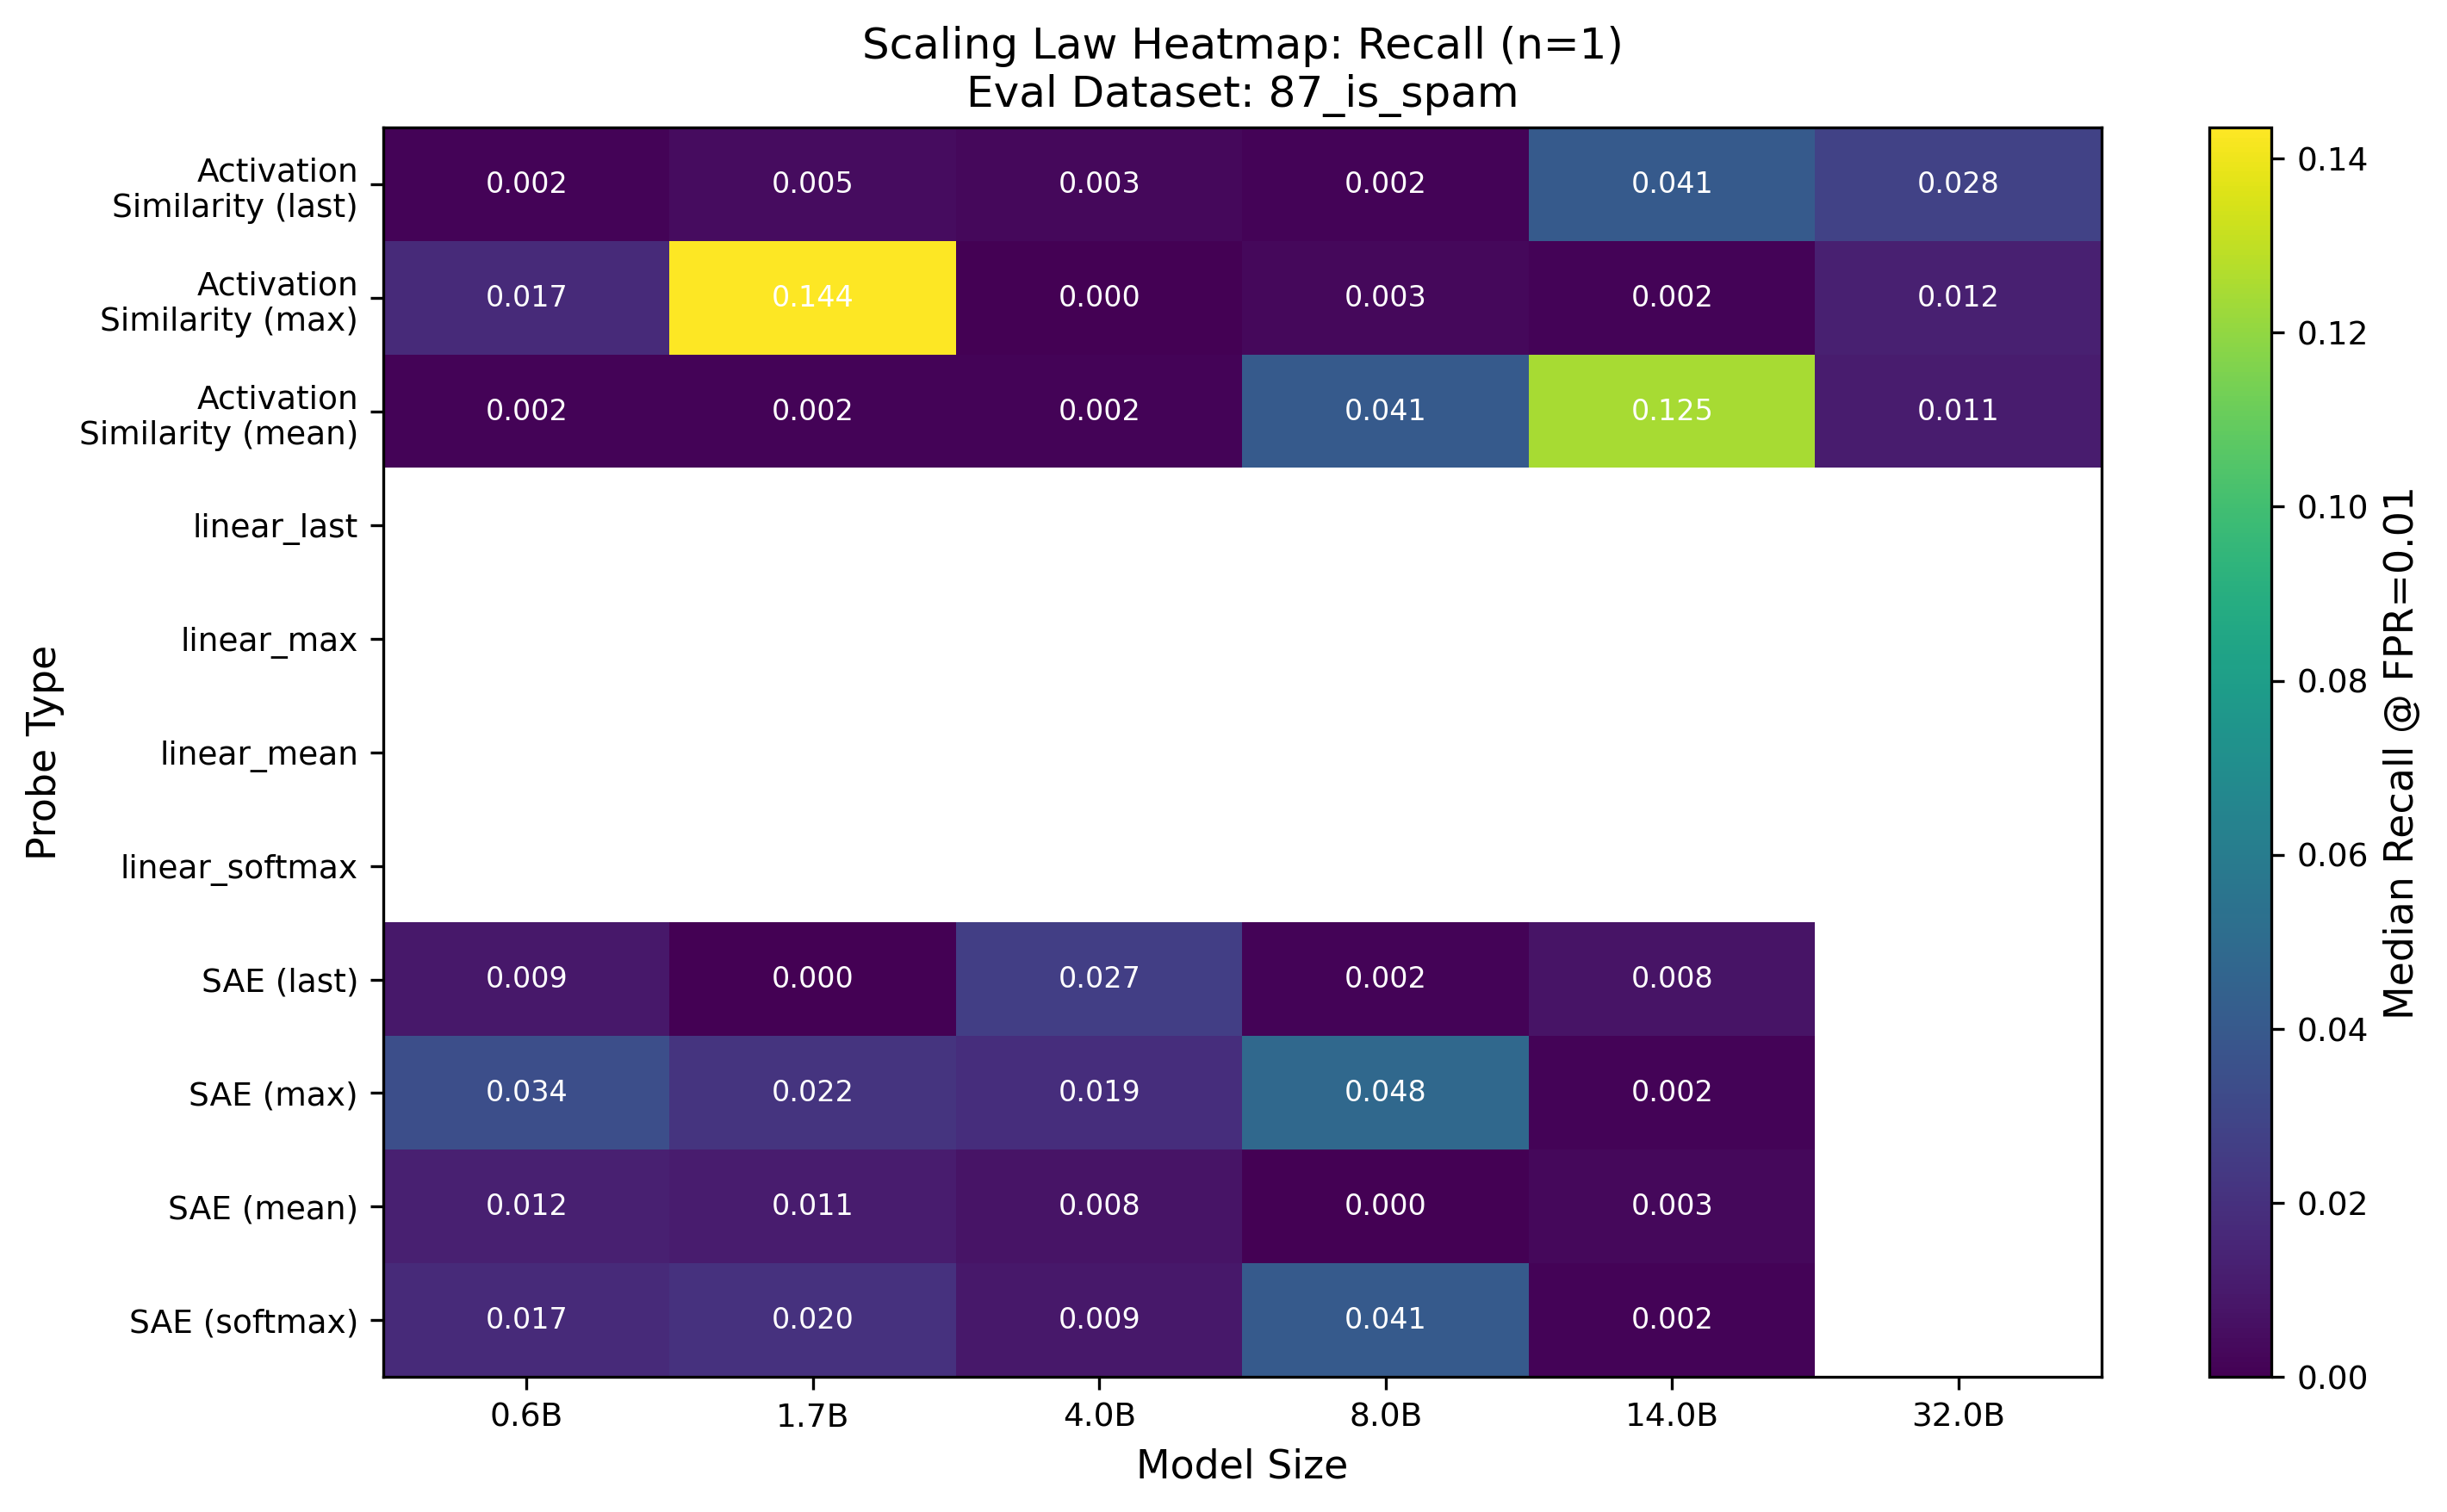 Scaling Law Heatmap: Recall (n=1)
Eval Dataset: 87_is_spam
Probe Type
Activation
Similarity (last)
0.002 0.005 0.003 0.002 0.041 0.028
Activation
Similarity (max)
0.017 0.144 0.000 0.003 0.002 0.012
Activation
Similarity (mean)
0.002 0.002 0.002 0.041 0.125 0.011
linear_last
linear_max
linear_mean
linear_softmax
SAE (last) 0.009 0.000 0.027 0.002 0.008
SAE (max) 0.034 0.022 0.019 0.048 0.002
SAE (mean) 0.012 0.011 0.008 0.000 0.003
SAE (softmax) 0.017 0.020 0.009 0.041 0.002
0.6B 1.7B 4.0B 8.0B 14.0B 32.0B
Model Size
0.14
0.12
0.10
0.08
0.06
0.04
0.02
0.00
Median Recall @ FPR=0.01